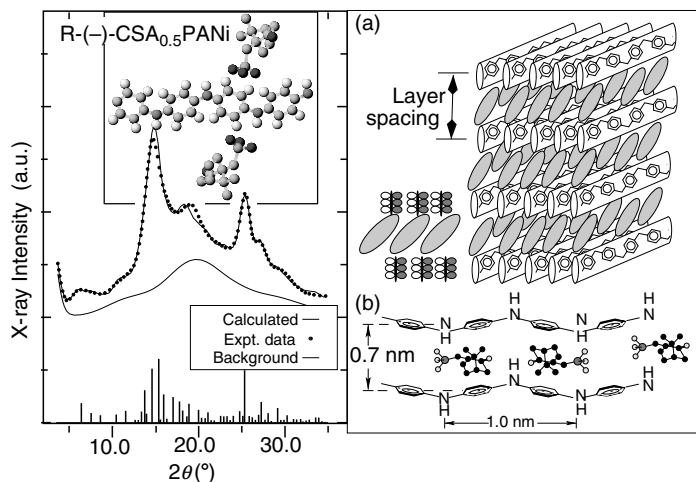 R-(–)-CSA0.5PANi
X-ray Intensity (a.u.)
Calculated
Expt. data
Background
10.0 20.0 30.0
2θ(°)
(a)
Layer
spacing
(b)
H H
N N N
0.7 nm
N N N
H H H
1.0 nm